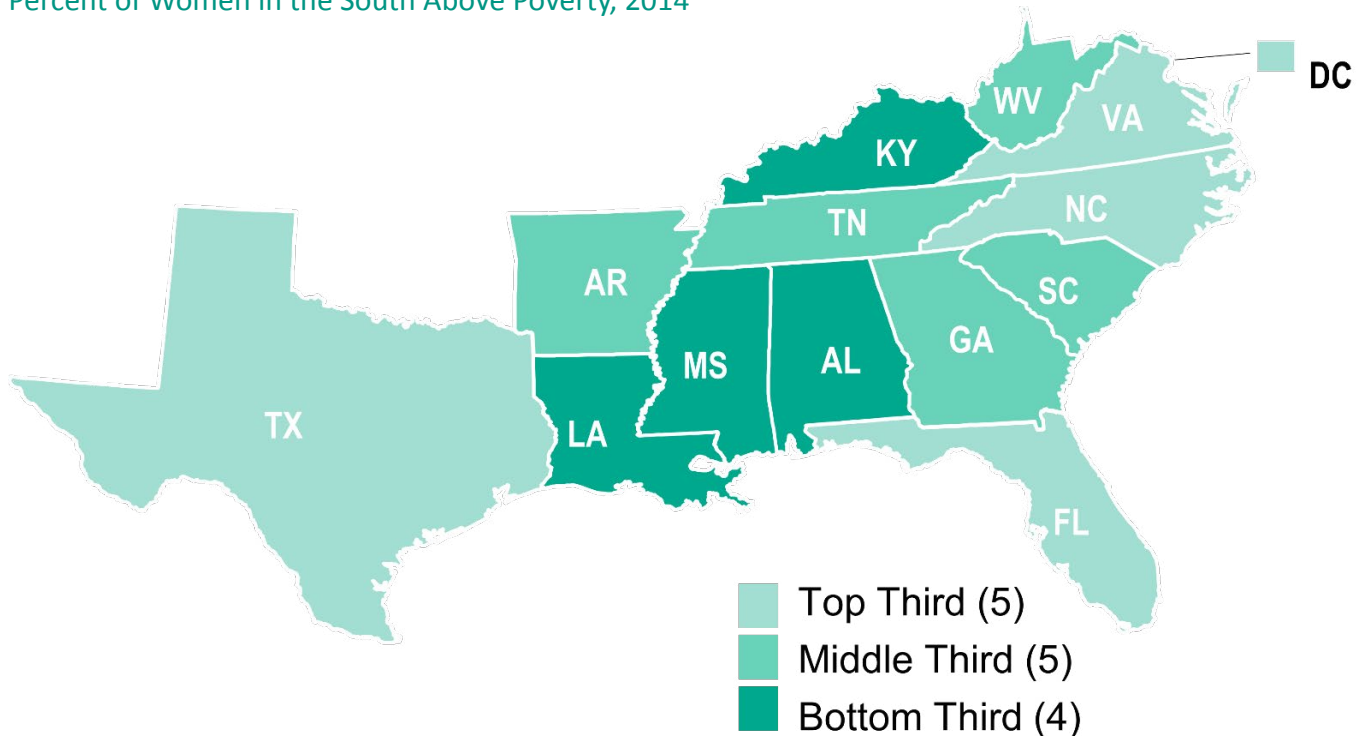 Percent of Women in the South Above Poverty, 2014
DC
WV
VA
KY
NC
TN
AR
SC
GA
MS
AL
TX
LA
FL
Top Third (5)
Middle Third (5)
Bottom Third (4)